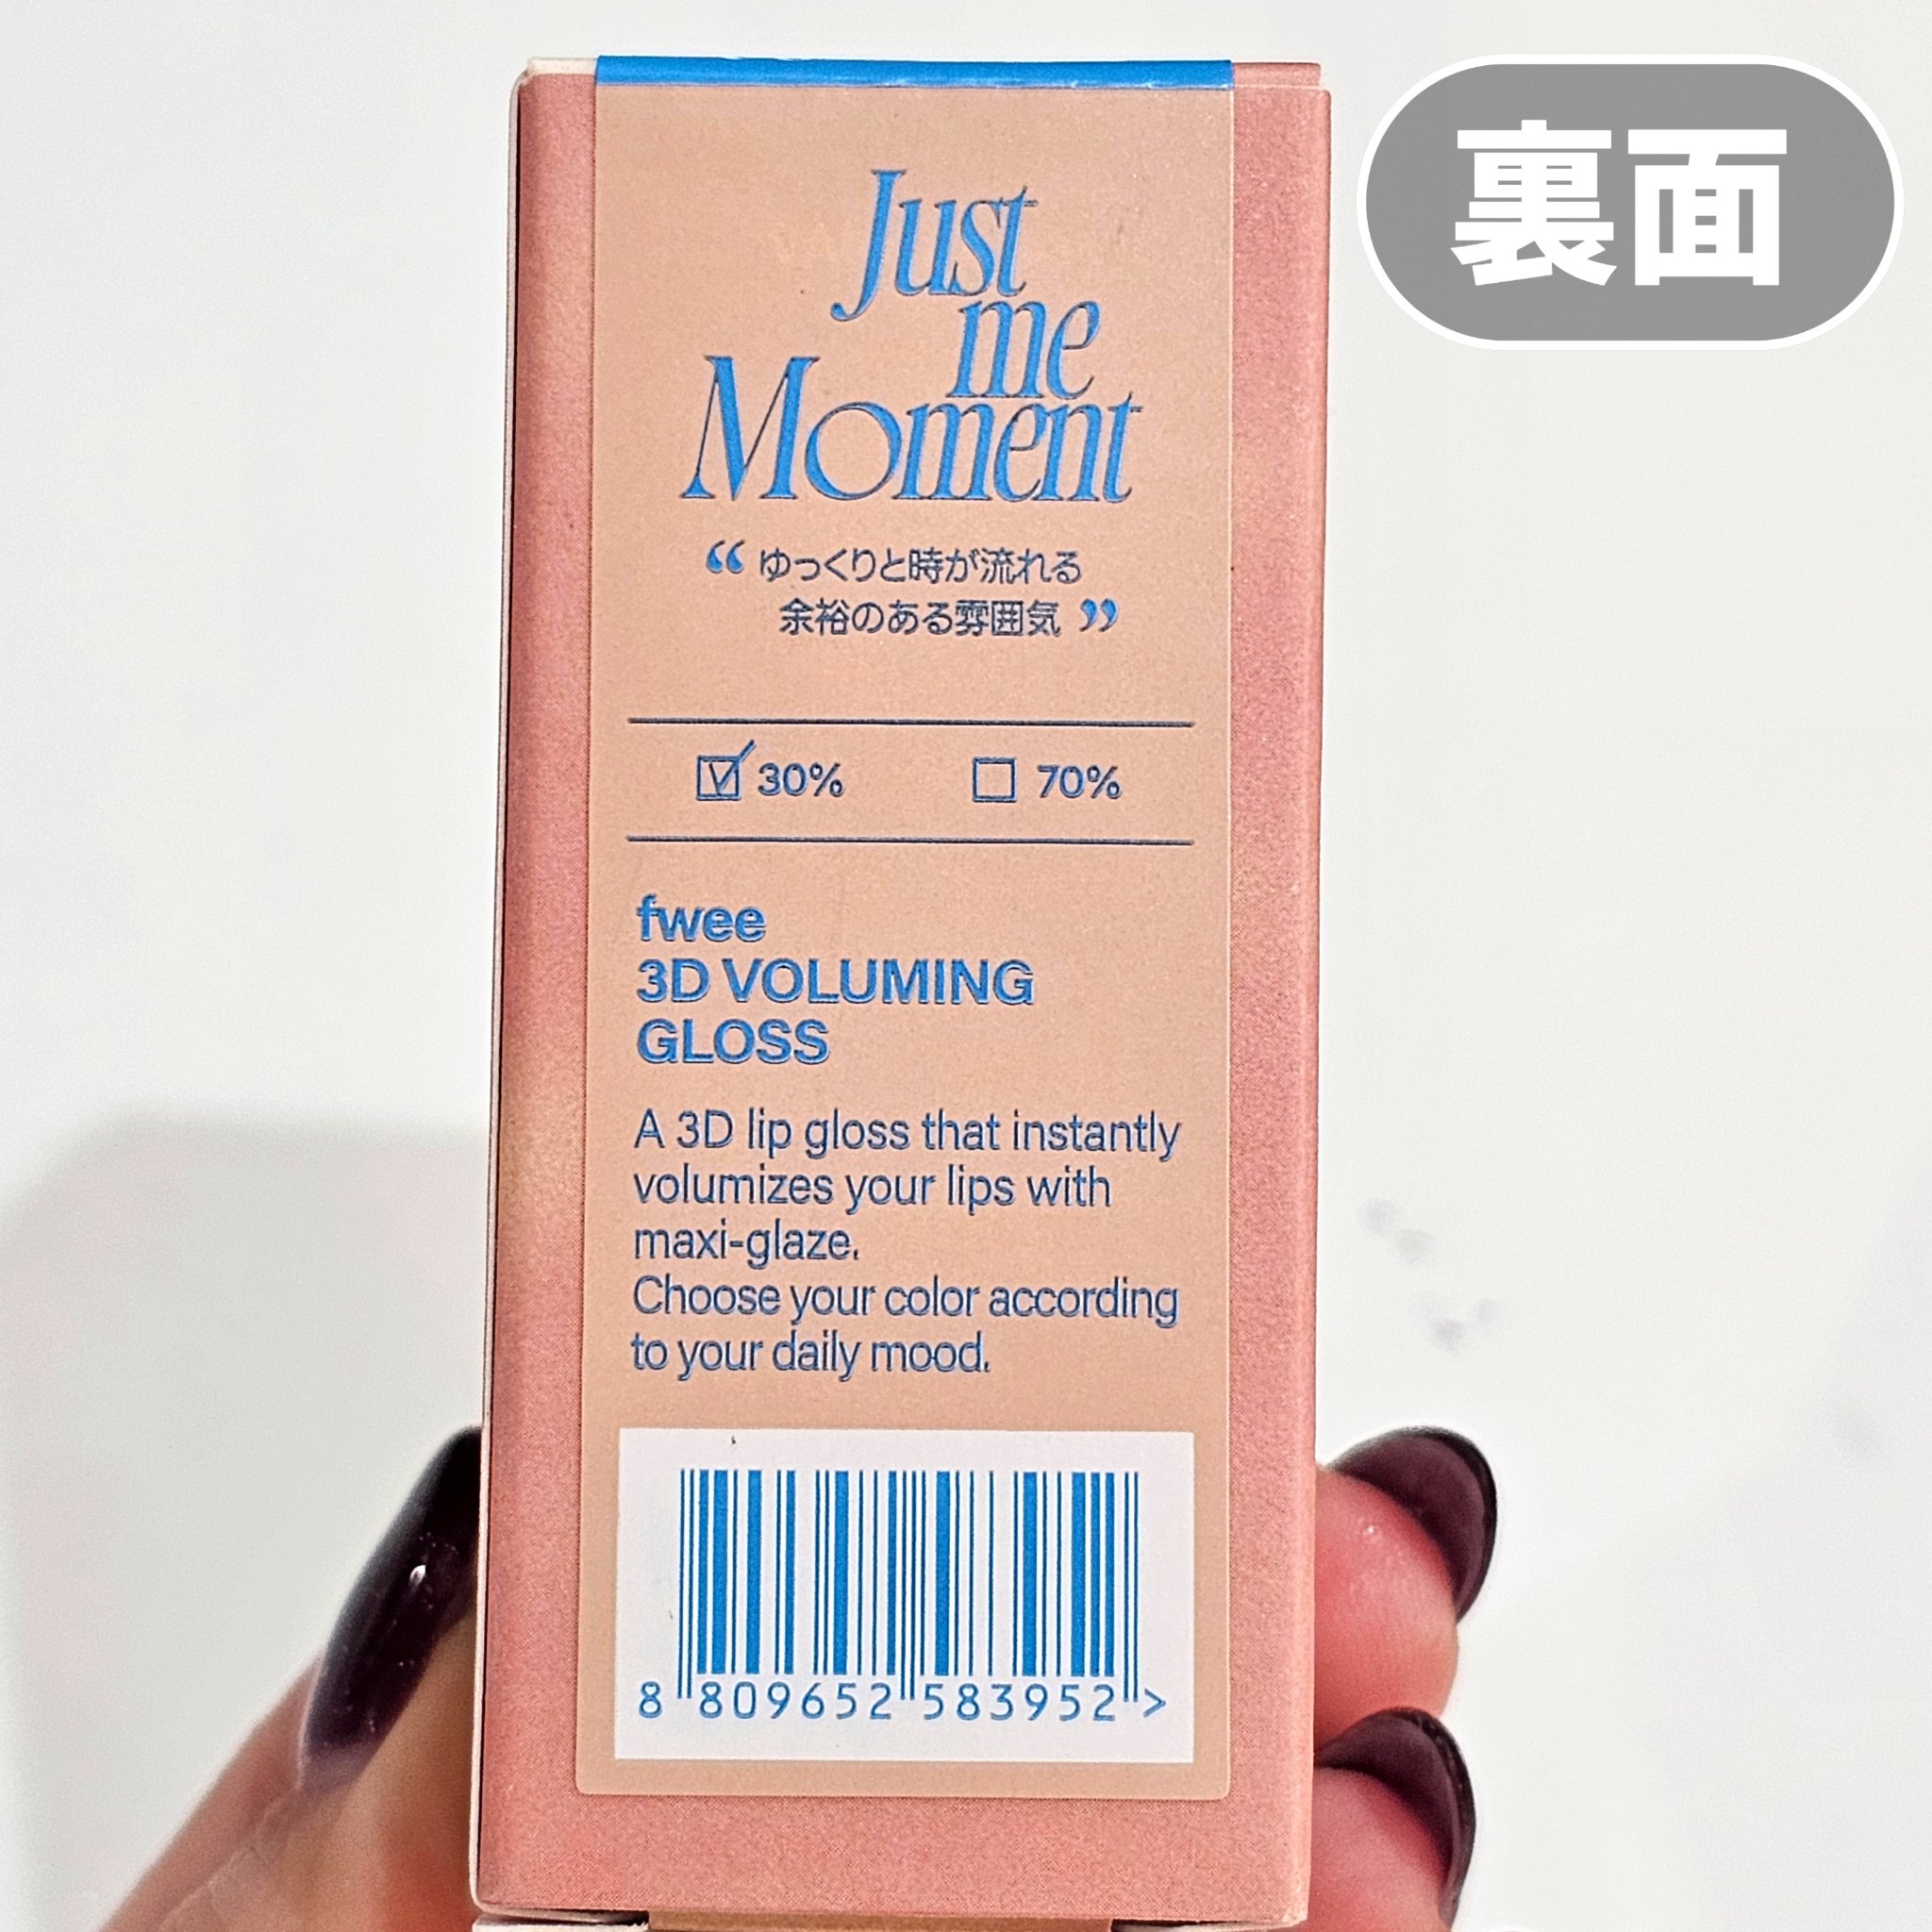 裏面
Just
me
Moment
“ ゆっくりと時が流れる
余裕のある雰囲気 ”
30% 70%
fwee
3D VOLUMING
GLOSS
A 3D lip gloss that instantly
volumizes your lips with
maxi-glaze.
Choose your color according
to your daily mood.
8 809652 583952 >